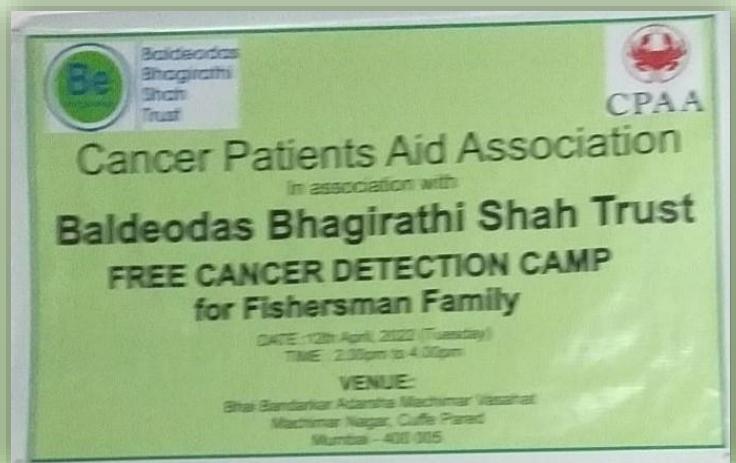 Be
Baldeodas
Bhagirathi
Shah
Trust
CPAA
Cancer Patients Aid Association
In association with
Baldeodas Bhagirathi Shah Trust
FREE CANCER DETECTION CAMP
for Fishersman Family
DATE :12th April, 2022 (Tuesday)
TIME : 2.00pm to 4.00pm
VENUE:
Bhai Bandarkar Adarsha Machimar Vasahat
Machimar Nagar, Cuffe Pared
Mumbai - 400 005